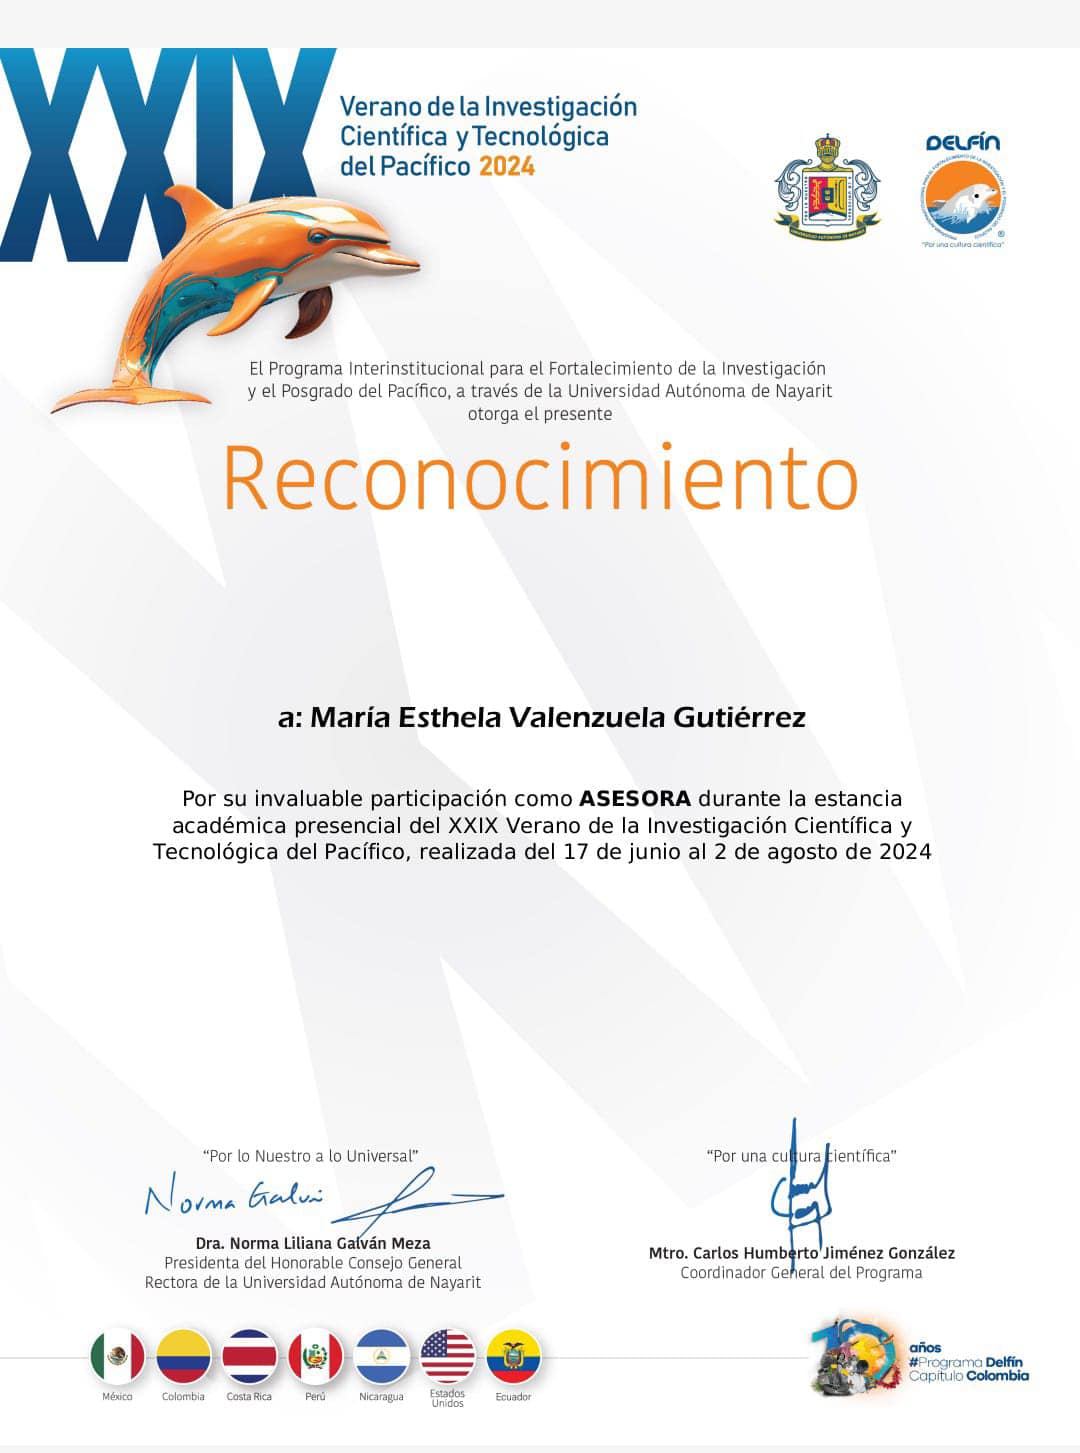 XXIX
Verano de la Investigación
Científica y Tecnológica
del Pacífico 2024
DELFÍN
UNIVERSIDAD AUTÓNOMA DE NAYARIT
"Por una cultura científica"
El Programa Interinstitucional para el Fortalecimiento de la Investigación
y el Posgrado del Pacífico, a través de la Universidad Autónoma de Nayarit
otorga el presente
Reconocimiento
a: María Esthela Valenzuela Gutiérrez
Por su invaluable participación como ASESORA durante la estancia
académica presencial del XXIX Verano de la Investigación Científica y
Tecnológica del Pacífico, realizada del 17 de junio al 2 de agosto de 2024
“Por lo Nuestro a lo Universal”
Norma Galván
Dra. Norma Liliana Galván Meza
Presidenta del Honorable Consejo General
Rectora de la Universidad Autónoma de Nayarit
“Por una cultura científica”
Mtro. Carlos Humberto Jiménez González
Coordinador General del Programa
México
Colombia
Costa Rica
Perú
Nicaragua
Estados
Unidos
Ecuador
10
años
#Programa Delfín
Capítulo Colombia